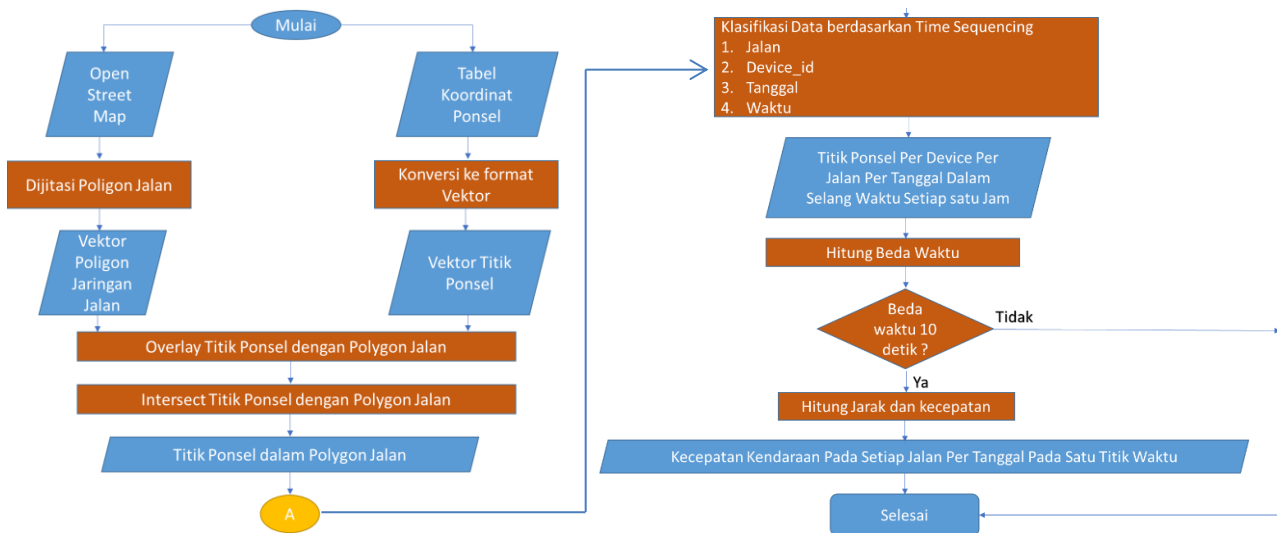 Mulai
Open
Street
Map
Tabel
Koordinat
Ponsel
Dijitasi Poligon Jalan
Konversi ke format
Vektor
Vektor
Poligon
Jaringan
Jalan
Vektor Titik
Ponsel
Overlay Titik Ponsel dengan Polygon Jalan
Intersect Titik Ponsel dengan Polygon Jalan
Titik Ponsel dalam Polygon Jalan
A
Klasifikasi Data berdasarkan Time Sequencing
1. Jalan
2. Device_id
3. Tanggal
4. Waktu
Titik Ponsel Per Device Per
Jalan Per Tanggal Dalam
Selang Waktu Setiap satu Jam
Hitung Beda Waktu
Beda
waktu 10
detik ?
Tidak
Ya
Hitung Jarak dan kecepatan
Kecepatan Kendaraan Pada Setiap Jalan Per Tanggal Pada Satu Titik Waktu
Selesai